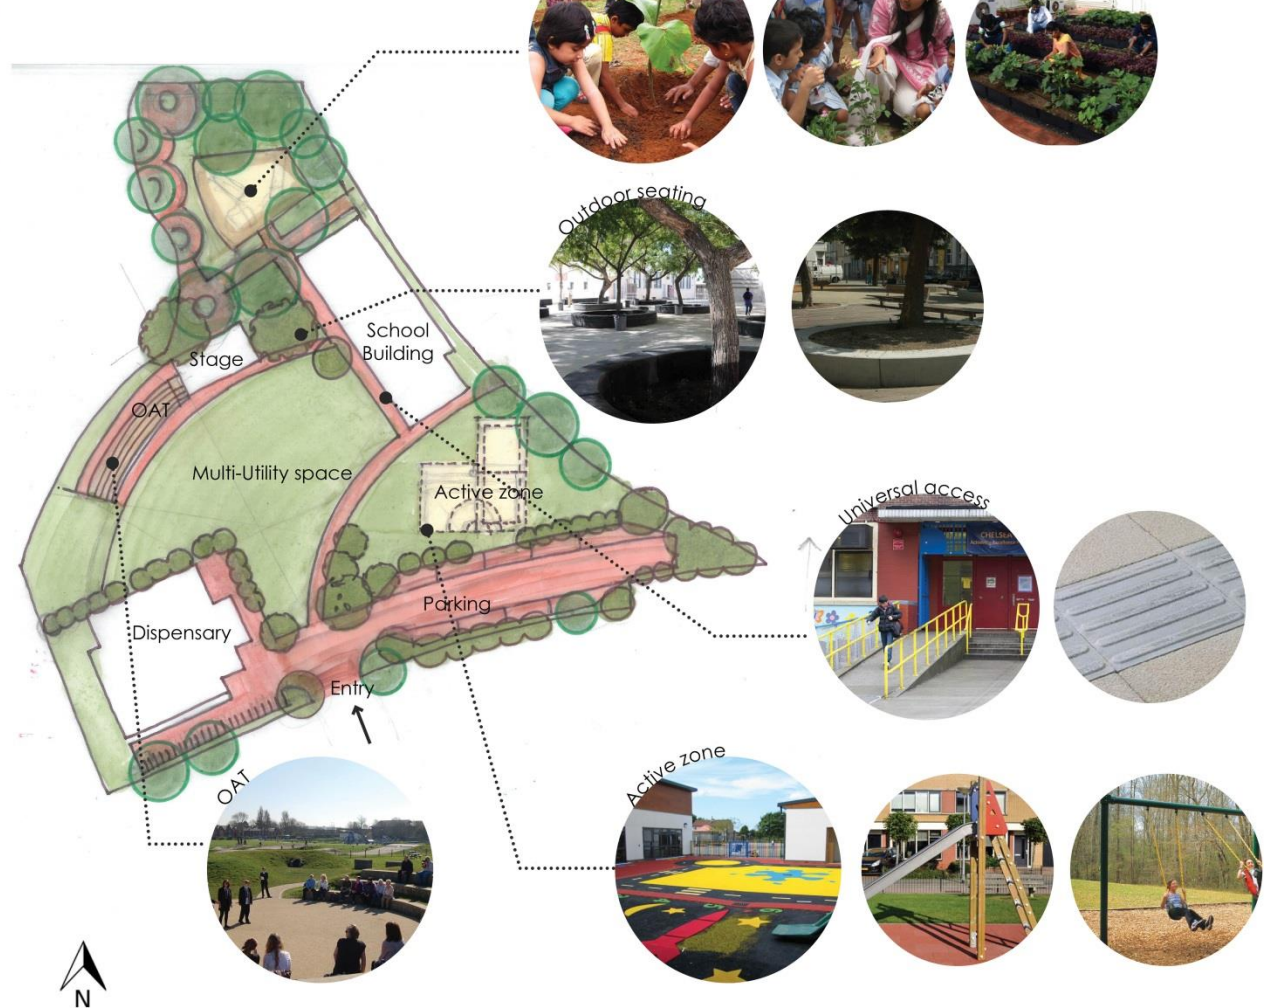 Outdoor seating
School
Building
Stage
OAT
Multi-Utility space
Active zone
Universal access
CHELSEA
Parking
Dispensary
Entry
OAT
Active zone
N